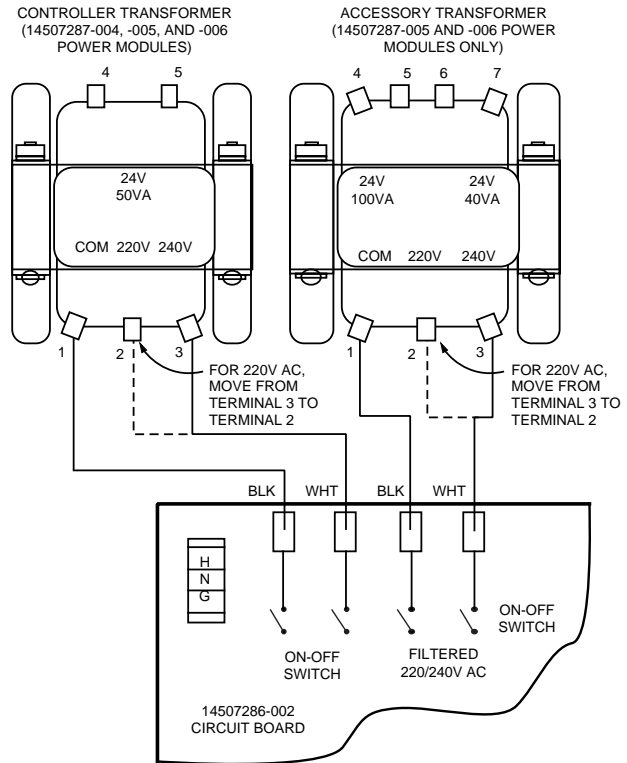 CONTROLLER TRANSFORMER
(14507287-004, -005, AND -006
POWER MODULES)
ACCESSORY TRANSFORMER
(14507287-005 AND -006 POWER
MODULES ONLY)
4 5
4 5 6 7
24V
50VA
COM 220V 240V
24V
100VA
24V
40VA
COM 220V 240V
1 2 3
1 2 3
FOR 220V AC,
MOVE FROM
TERMINAL 3 TO
TERMINAL 2
FOR 220V AC,
MOVE FROM
TERMINAL 3 TO
TERMINAL 2
BLK WHT BLK WHT
H
N
G
ON-OFF
SWITCH
FILTERED
220/240V AC
ON-OFF
SWITCH
14507286-002
CIRCUIT BOARD